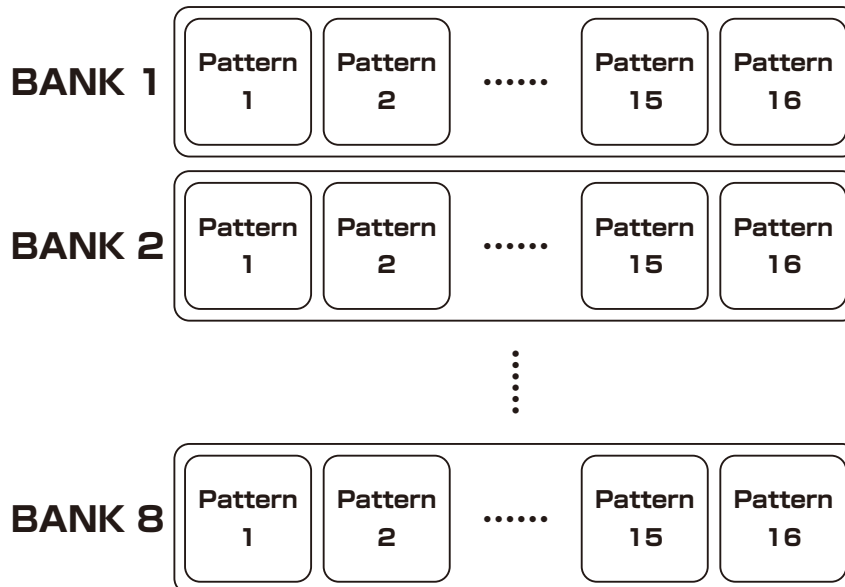 BANK 1
Pattern
1
Pattern
2
......
Pattern
15
Pattern
16
BANK 2
Pattern
1
Pattern
2
......
Pattern
15
Pattern
16
......
BANK 8
Pattern
1
Pattern
2
......
Pattern
15
Pattern
16